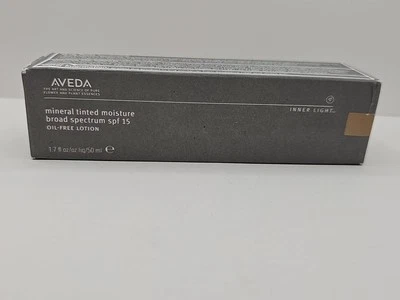 AVEDA
THE ART AND SCIENCE OF PURE
FLOWER AND PLANT ESSENCES
INNER LIGHT
mineral tinted moisture
broad spectrum spf 15
OIL-FREE LOTION
1.7 fl oz/oz liq/50 ml ℮